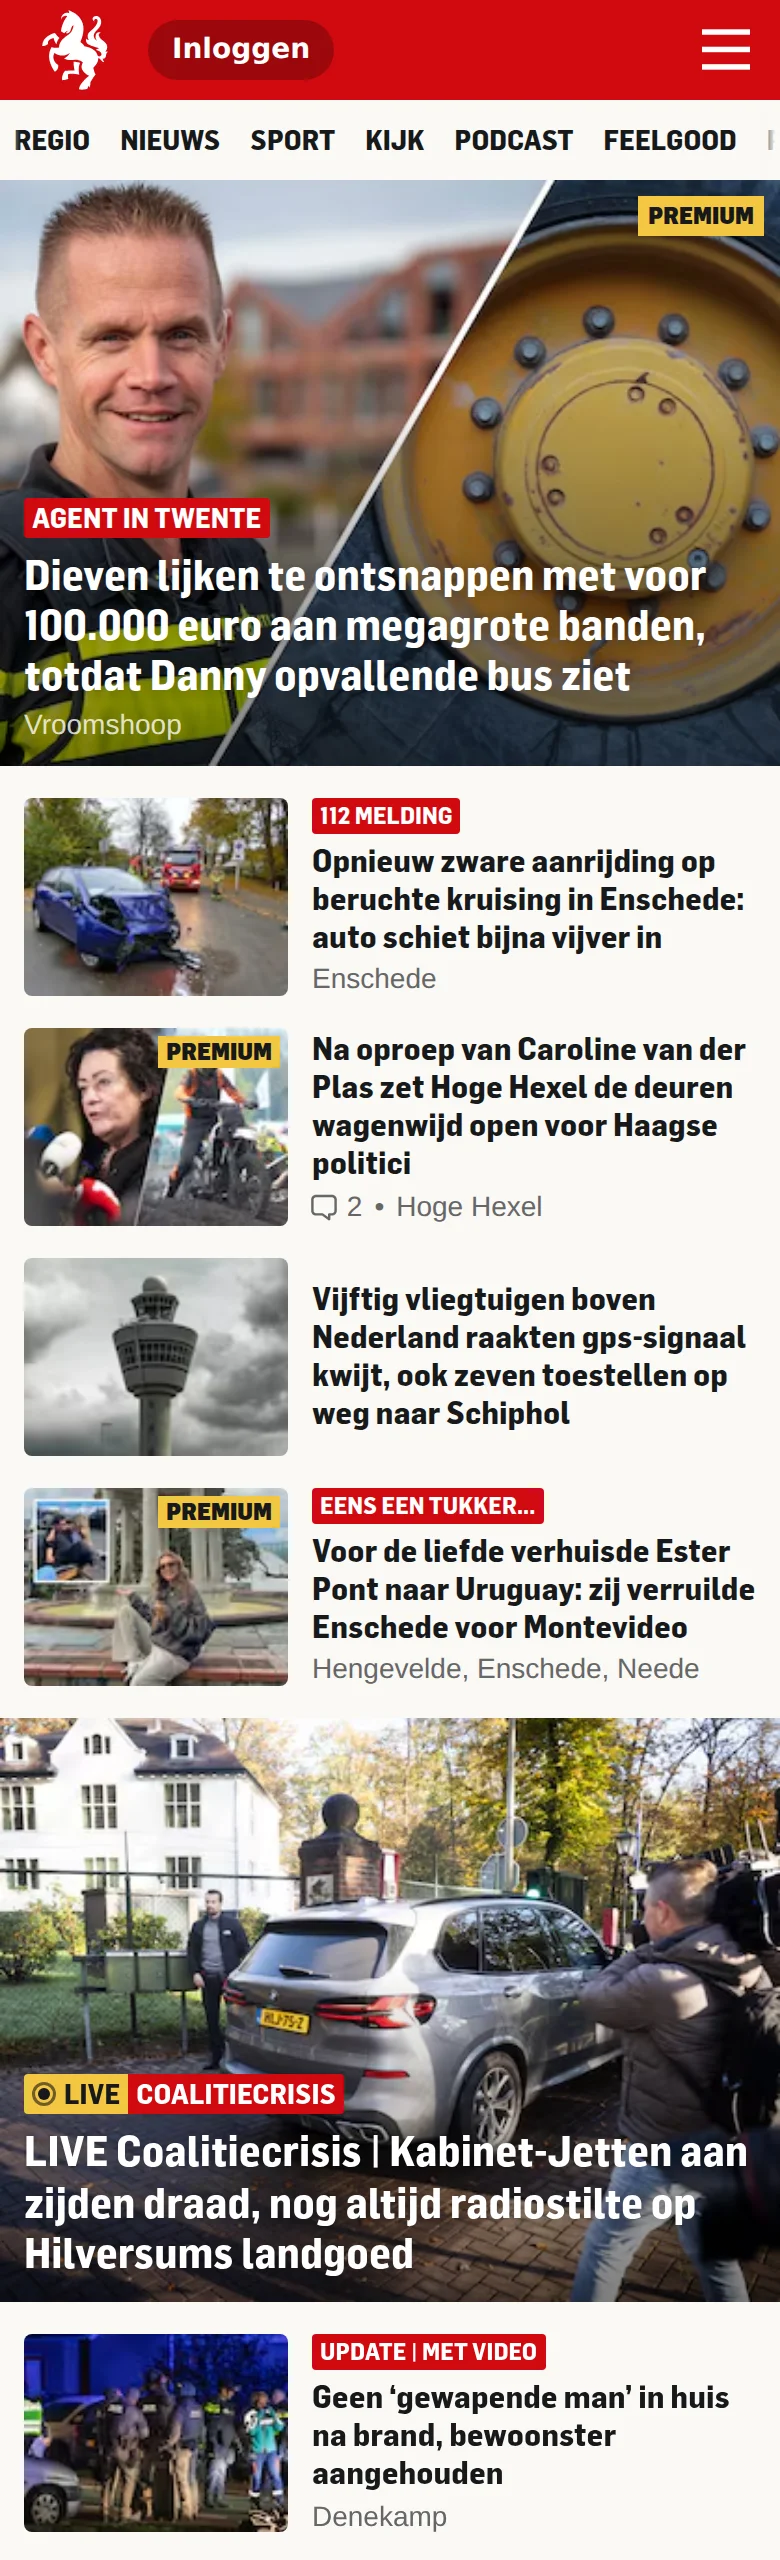 Inloggen
REGIO NIEUWS SPORT KIJK PODCAST FEELGOOD
PREMIUM
AGENT IN TWENTE
Dieven lijken te ontsnappen met voor
100.000 euro aan megagrote banden,
totdat Danny opvallende bus ziet
Vroomshoop
112 MELDING
Opnieuw zware aanrijding op
beruchte kruising in Enschede:
auto schiet bijna vijver in
Enschede
PREMIUM
Na oproep van Caroline van der
Plas zet Hoge Hexel de deuren
wagenwijd open voor Haagse
politici
2 • Hoge Hexel
Vijftig vliegtuigen boven
Nederland raakten gps-signaal
kwijt, ook zeven toestellen op
weg naar Schiphol
PREMIUM
EENS EEN TUKKER...
Voor de liefde verhuisde Ester
Pont naar Uruguay: zij verruilde
Enschede voor Montevideo
Hengevelde, Enschede, Neede
LIVE COALITIECRISIS
LIVE Coalitiecrisis | Kabinet-Jetten aan
zijden draad, nog altijd radiostilte op
Hilversums landgoed
UPDATE | MET VIDEO
Geen ‘gewapende man’ in huis
na brand, bewoonster
aangehouden
Denekamp